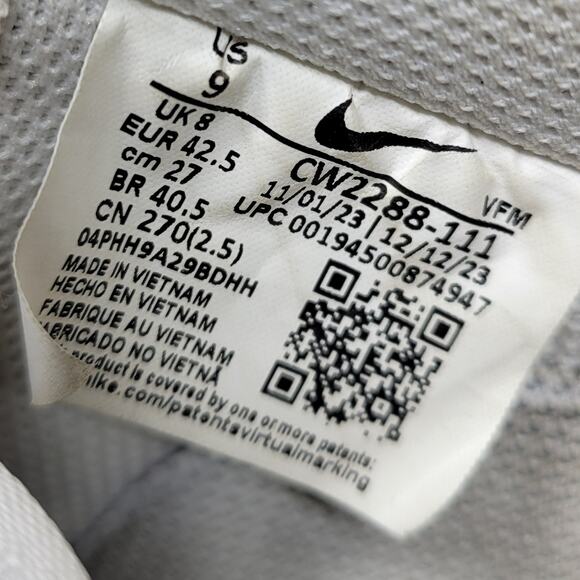 US
9
UK 8
EUR 42.5
cm 27
BR 40.5
CN 270(2.5)
04PHH9A29BDHH
VFM
CW2288-111
11/01/23 | 12/12/23
UPC 00194500874947
MADE IN VIETNAM
HECHO EN VIETNAM
FABRIQUE AU VIETNAM
FABRICADO NO VIETNÃ
product is covered by one or more patents:
nike.com/patentsvirtualmarking